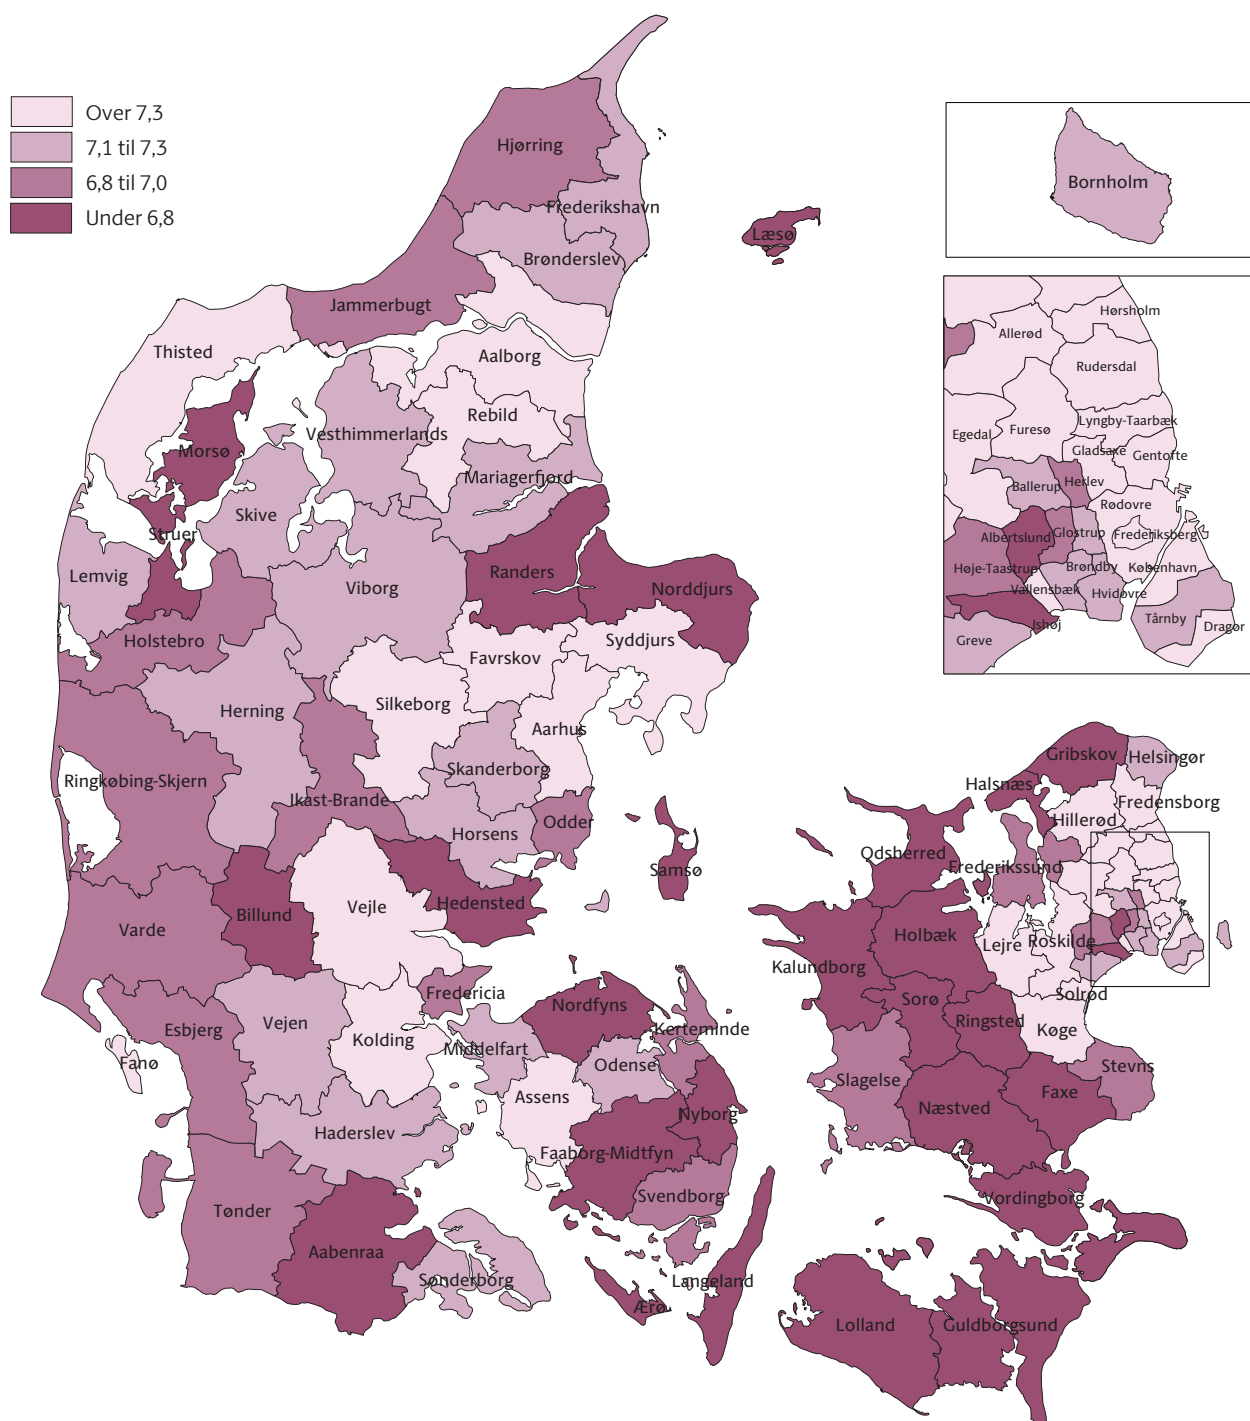 Over 7,3
7,1 til 7,3
6,8 til 7,0
Under 6,8
Hjørring
Frederikshavn
Brønderslev
Læsø
Jammerbugt
Thisted
Aalborg
Rebild
Vesthimmerlands
Morsø
Mariagerfjord
Skive
Struer
Lemvig
Viborg
Randers
Norddjurs
Holstebro
Syddjurs
Favrskov
Silkeborg
Herning
Aarhus
Skanderborg
Ringkøbing-Skjern
Ikast-Brande
Horsens
Odder
Samsø
Hedensted
Billund
Vejle
Varde
Fredericia
Esbjerg
Vejen
Kolding
Fanø
Middelfart
Nordfyns
Kerteminde
Odense
Assens
Nyborg
Haderslev
Faaborg-Midtfyn
Svendborg
Tønder
Aabenraa
Sønderborg
Langeland
Ærø
Bornholm
Hørsholm
Allerød
Rudersdal
Lyngby-Taarbæk
Egedal
Furesø
Gladsaxe
Gentofte
Ballerup
Herlev
Rødovre
Albertslund
Glostrup
Frederiksberg
Høje-Taastrup
Brøndby
København
Vallensbæk
Hvidovre
Ishøj
Tårnby
Dragør
Greve
Gribskov
Helsingør
Halsnæs
Fredensborg
Hillerød
Odsherred
Frederikssund
Holbæk
Lejre
Roskilde
Kalundborg
Solrød
Sorø
Ringsted
Køge
Stevns
Slagelse
Faxe
Næstved
Vordingborg
Lolland
Guldborgsund